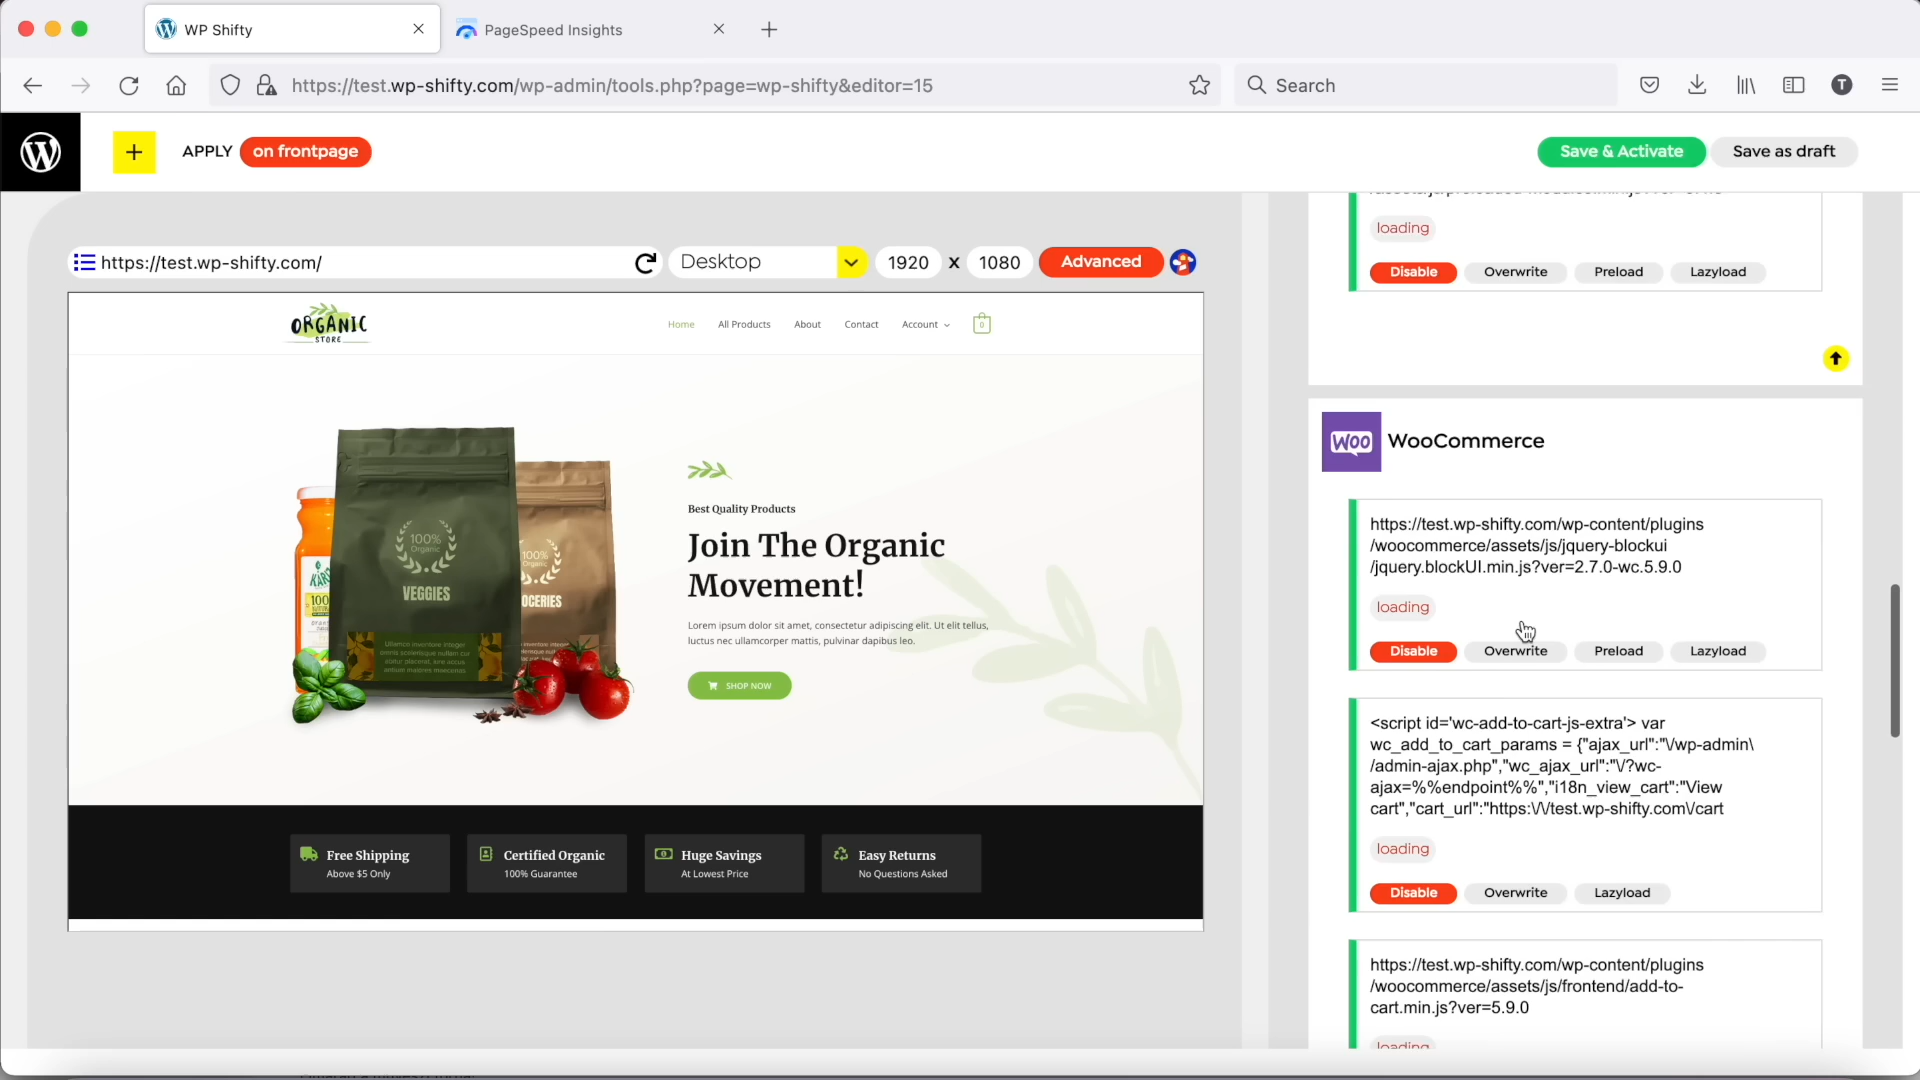 WP Shifty
PageSpeed Insights
https://test.wp-shifty.com/wp-admin/tools.php?page=wp-shifty&editor=15
Search
T
APPLY on frontpage
Save & Activate
Save as draft
https://test.wp-shifty.com/
Desktop
1920 x 1080
Advanced
ORGANIC
STORE
Home
All Products
About
Contact
Account
0
100%
Organic
VEGGIES
100%
OCERIES
KAR
100
Best Quality Products
Join The Organic
Movement!
Lorem ipsum dolor sit amet, consectetur adipiscing elit. Ut elit tellus,
luctus nec ullamcorper mattis, pulvinar dapibus leo.
SHOP NOW
Free Shipping
Above $5 Only
Certified Organic
100% Guarantee
Huge Savings
At Lowest Price
Easy Returns
No Questions Asked
loading
Disable
Overwrite
Preload
Lazyload
WOO
WooCommerce
https://test.wp-shifty.com/wp-content/plugins
/woocommerce/assets/js/jquery-blockui
/jquery.blockUI.min.js?ver=2.7.0-wc.5.9.0
loading
Disable
Overwrite
Preload
Lazyload
<script id='wc-add-to-cart-js-extra'> var
wc_add_to_cart_params = {"ajax_url":"\/wp-admin\
/admin-ajax.php","wc_ajax_url":"\/?wc-
ajax=%%endpoint%%","i18n_view_cart":"View
cart","cart_url":"https:\/\/test.wp-shifty.com\/cart
loading
Disable
Overwrite
Lazyload
https://test.wp-shifty.com/wp-content/plugins
/woocommerce/assets/js/frontend/add-to-
cart.min.js?ver=5.9.0
loading